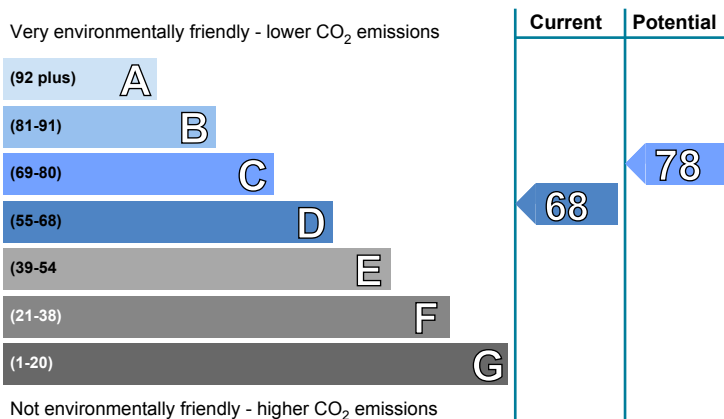 Current Potential
Very environmentally friendly - lower CO2 emissions
(92 plus) A
(81-91) B
(69-80) C
78
(55-68) D
68
(39-54 E
(21-38) F
(1-20) G
Not environmentally friendly - higher CO2 emissions